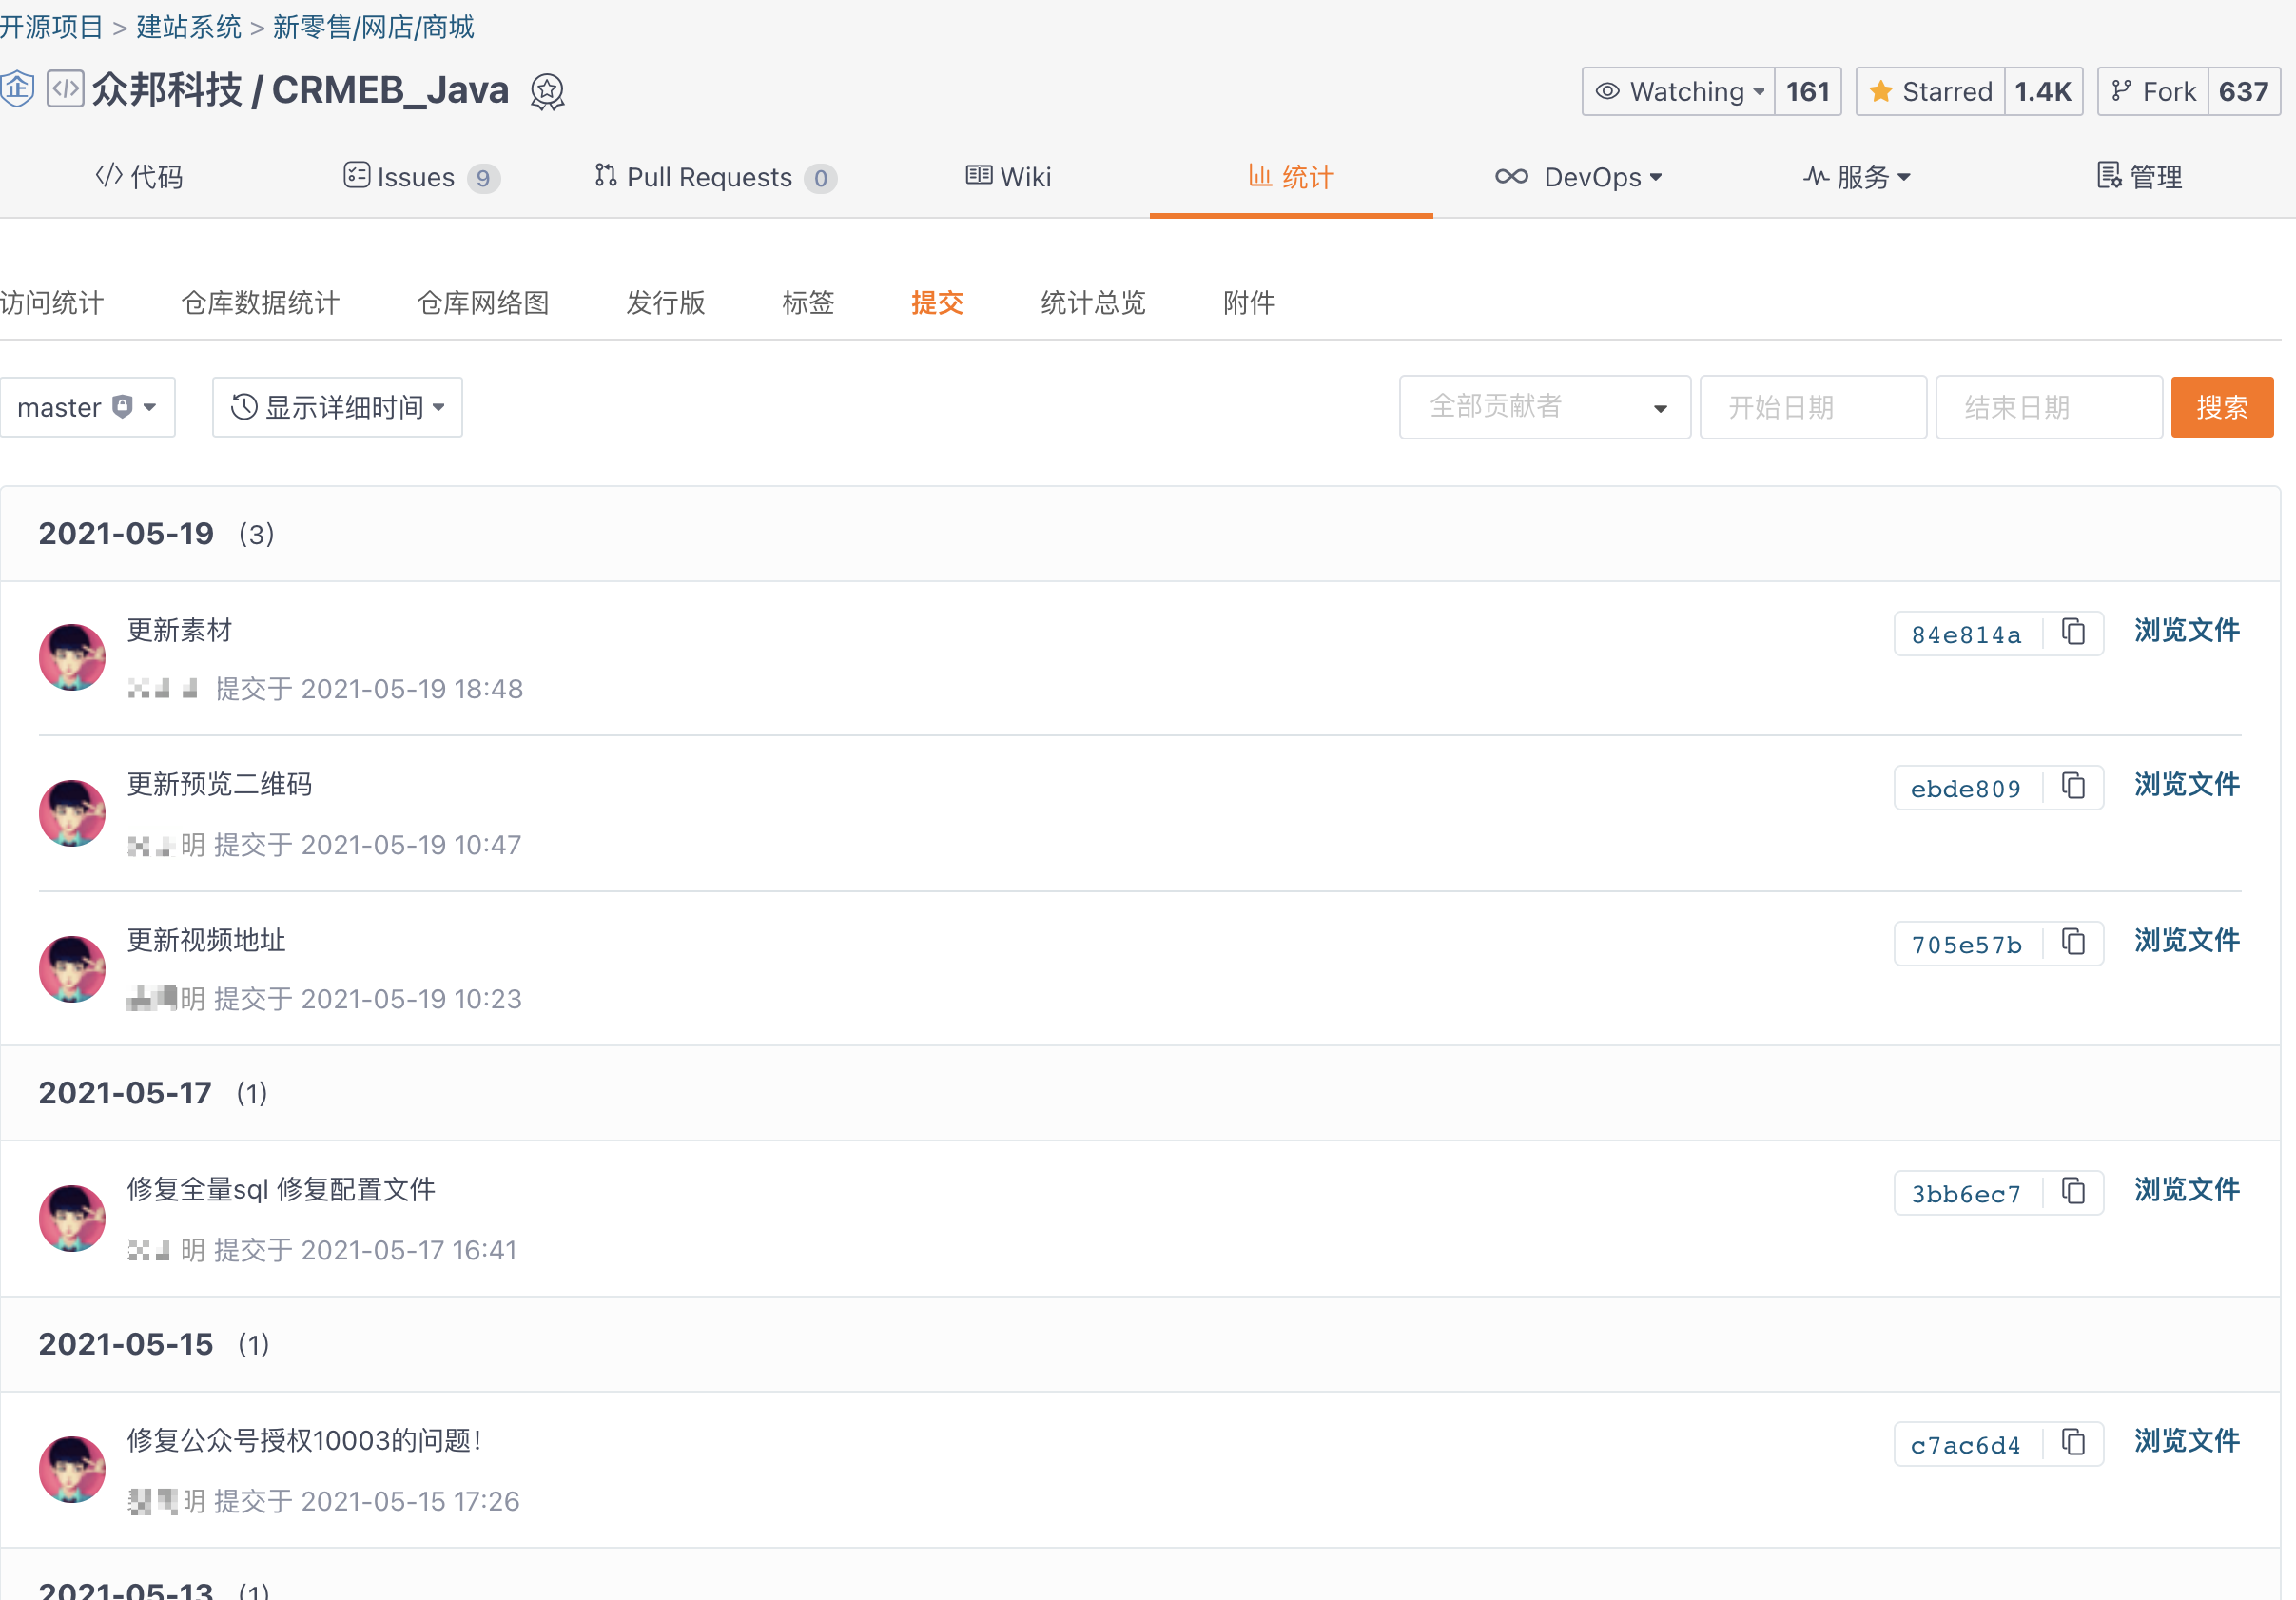 开源项目 > 建站系统 > 新零售/网店/商城
企 </> 众邦科技 / CRMEB_Java
Watching 161 Starred 1.4K Fork 637
代码 Issues 9 Pull Requests 0 Wiki 统计 DevOps 服务 管理
访问统计 仓库数据统计 仓库网络图 发行版 标签 提交 统计总览 附件
master 显示详细时间 全部贡献者 开始日期 结束日期 搜索
2021-05-19 (3)
更新素材 84e814a 浏览文件
提交于 2021-05-19 18:48
更新预览二维码 ebde809 浏览文件
明 提交于 2021-05-19 10:47
更新视频地址 705e57b 浏览文件
明 提交于 2021-05-19 10:23
2021-05-17 (1)
修复全量sql 修复配置文件 3bb6ec7 浏览文件
明 提交于 2021-05-17 16:41
2021-05-15 (1)
修复公众号授权10003的问题! c7ac6d4 浏览文件
明 提交于 2021-05-15 17:26
2021-05-13 (1)